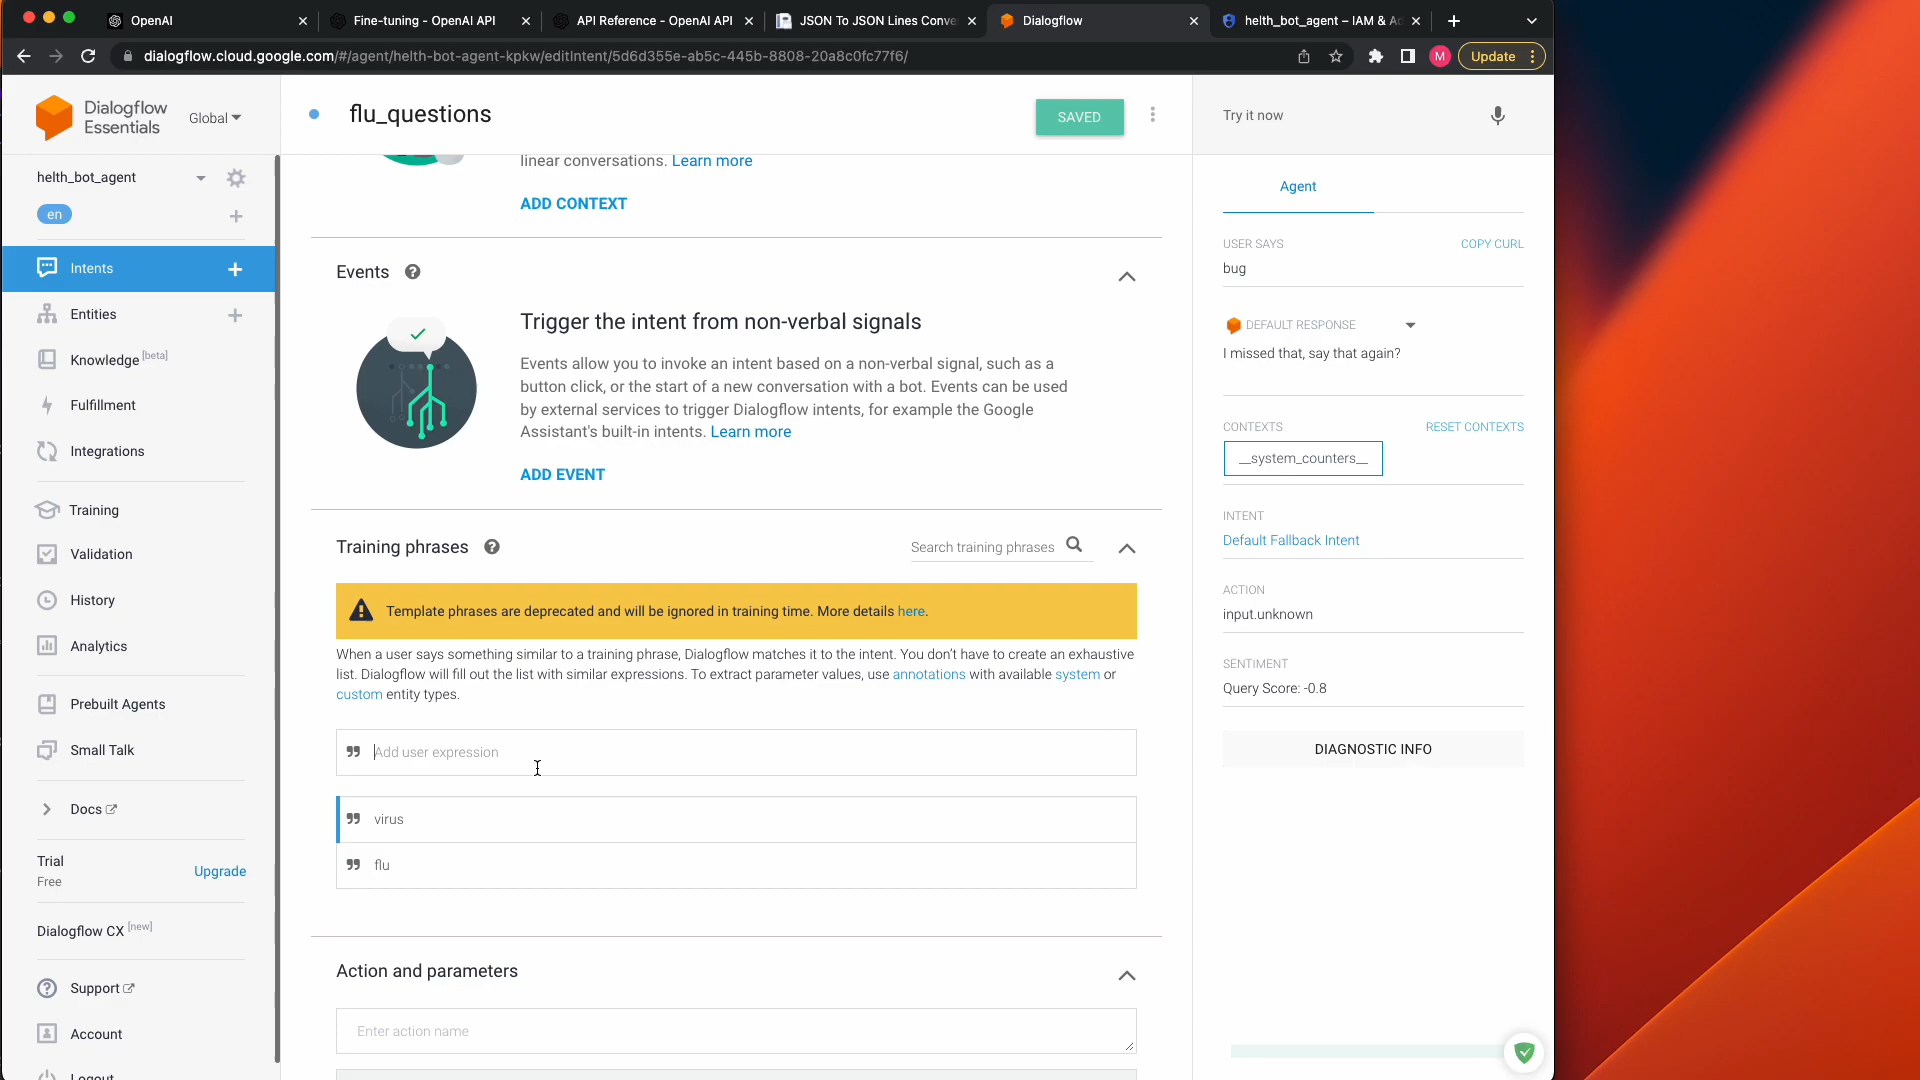 OpenAI
Fine-tuning - OpenAI API
API Reference - OpenAI API
JSON To JSON Lines Conve
Dialogflow
helth_bot_agent – IAM & Ad
dialogflow.cloud.google.com/#/agent/helth-bot-agent-kpkw/editIntent/5d6d355e-ab5c-445b-8808-20a8c0fc77f6/
M
Update
Dialogflow
Essentials
Global
helth_bot_agent
en
Intents
Entities
Knowledge [beta]
Fulfillment
Integrations
Training
Validation
History
Analytics
Prebuilt Agents
Small Talk
Docs
Trial
Free
Upgrade
Dialogflow CX [new]
Support
Account
Logout
flu_questions
SAVED
linear conversations. Learn more
ADD CONTEXT
Events
Trigger the intent from non-verbal signals
Events allow you to invoke an intent based on a non-verbal signal, such as a
button click, or the start of a new conversation with a bot. Events can be used
by external services to trigger Dialogflow intents, for example the Google
Assistant's built-in intents. Learn more
ADD EVENT
Training phrases
Search training phrases
Template phrases are deprecated and will be ignored in training time. More details here.
When a user says something similar to a training phrase, Dialogflow matches it to the intent. You don't have to create an exhaustive
list. Dialogflow will fill out the list with similar expressions. To extract parameter values, use annotations with available system or
custom entity types.
Add user expression
virus
flu
Action and parameters
Enter action name
Try it now
Agent
USER SAYS
COPY CURL
bug
DEFAULT RESPONSE
I missed that, say that again?
CONTEXTS
RESET CONTEXTS
__system_counters__
INTENT
Default Fallback Intent
ACTION
input.unknown
SENTIMENT
Query Score: -0.8
DIAGNOSTIC INFO